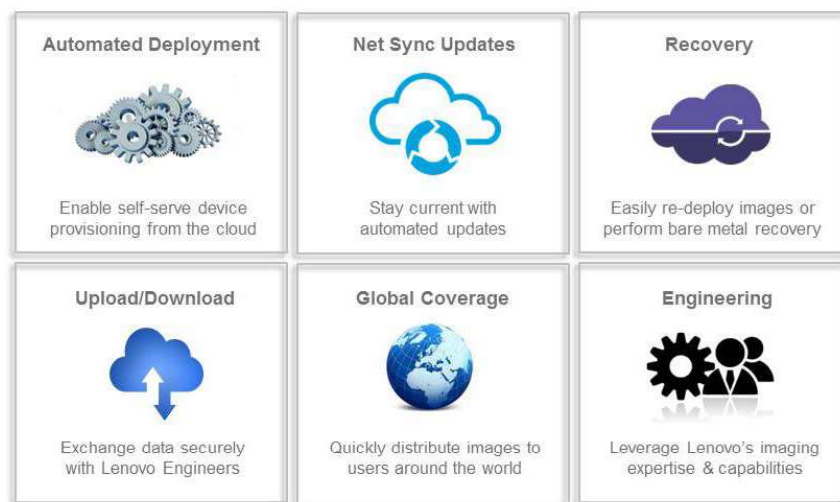 Automated Deployment
Enable self-serve device
provisioning from the cloud
Net Sync Updates
Stay current with
automated updates
Recovery
Easily re-deploy images or
perform bare metal recovery
Upload/Download
Exchange data securely
with Lenovo Engineers
Global Coverage
Quickly distribute images to
users around the world
Engineering
Leverage Lenovo's imaging
expertise & capabilities